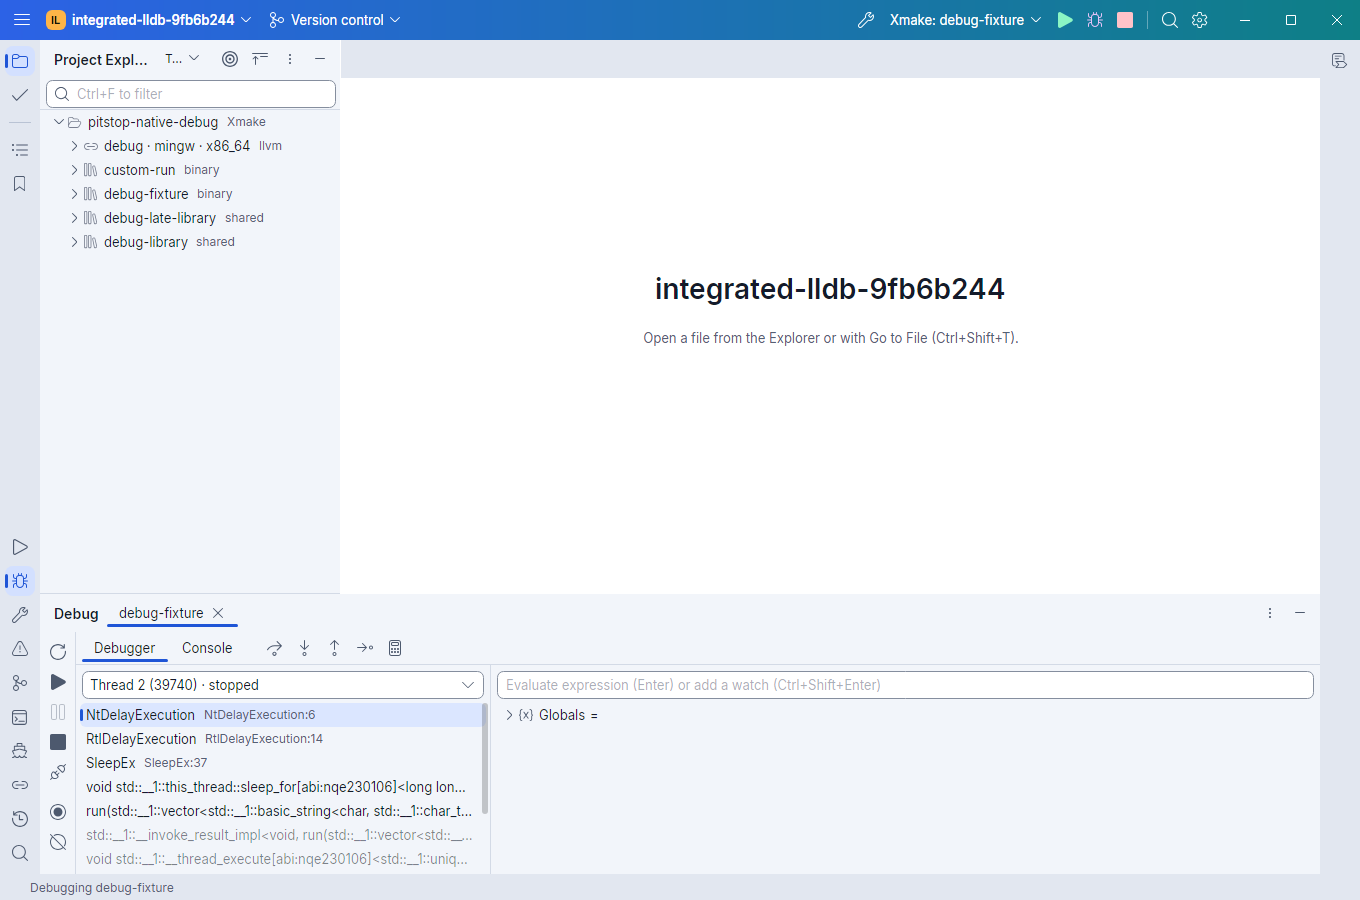 IL integrated-lldb-9fb6b244 Version control Xmake: debug-fixture
Project Expl... T...
Ctrl+F to filter
pitstop-native-debug Xmake
debug · mingw · x86_64 llvm
custom-run binary
debug-fixture binary
debug-late-library shared
debug-library shared
integrated-lldb-9fb6b244
Open a file from the Explorer or with Go to File (Ctrl+Shift+T).
Debug debug-fixture
Debugger Console
Thread 2 (39740) · stopped
Evaluate expression (Enter) or add a watch (Ctrl+Shift+Enter)
NtDelayExecution NtDelayExecution:6
{x} Globals =
RtlDelayExecution RtlDelayExecution:14
SleepEx SleepEx:37
void std::__1::this_thread::sleep_for[abi:nqe230106]<long lon...
run(std::__1::vector<std::__1::basic_string<char, std::__1::char_t...
std::__1::__invoke_result_impl<void, run(std::__1::vector<std::__...
void std::__1::__thread_execute[abi:nqe230106]<std::__1::uniq...
Debugging debug-fixture